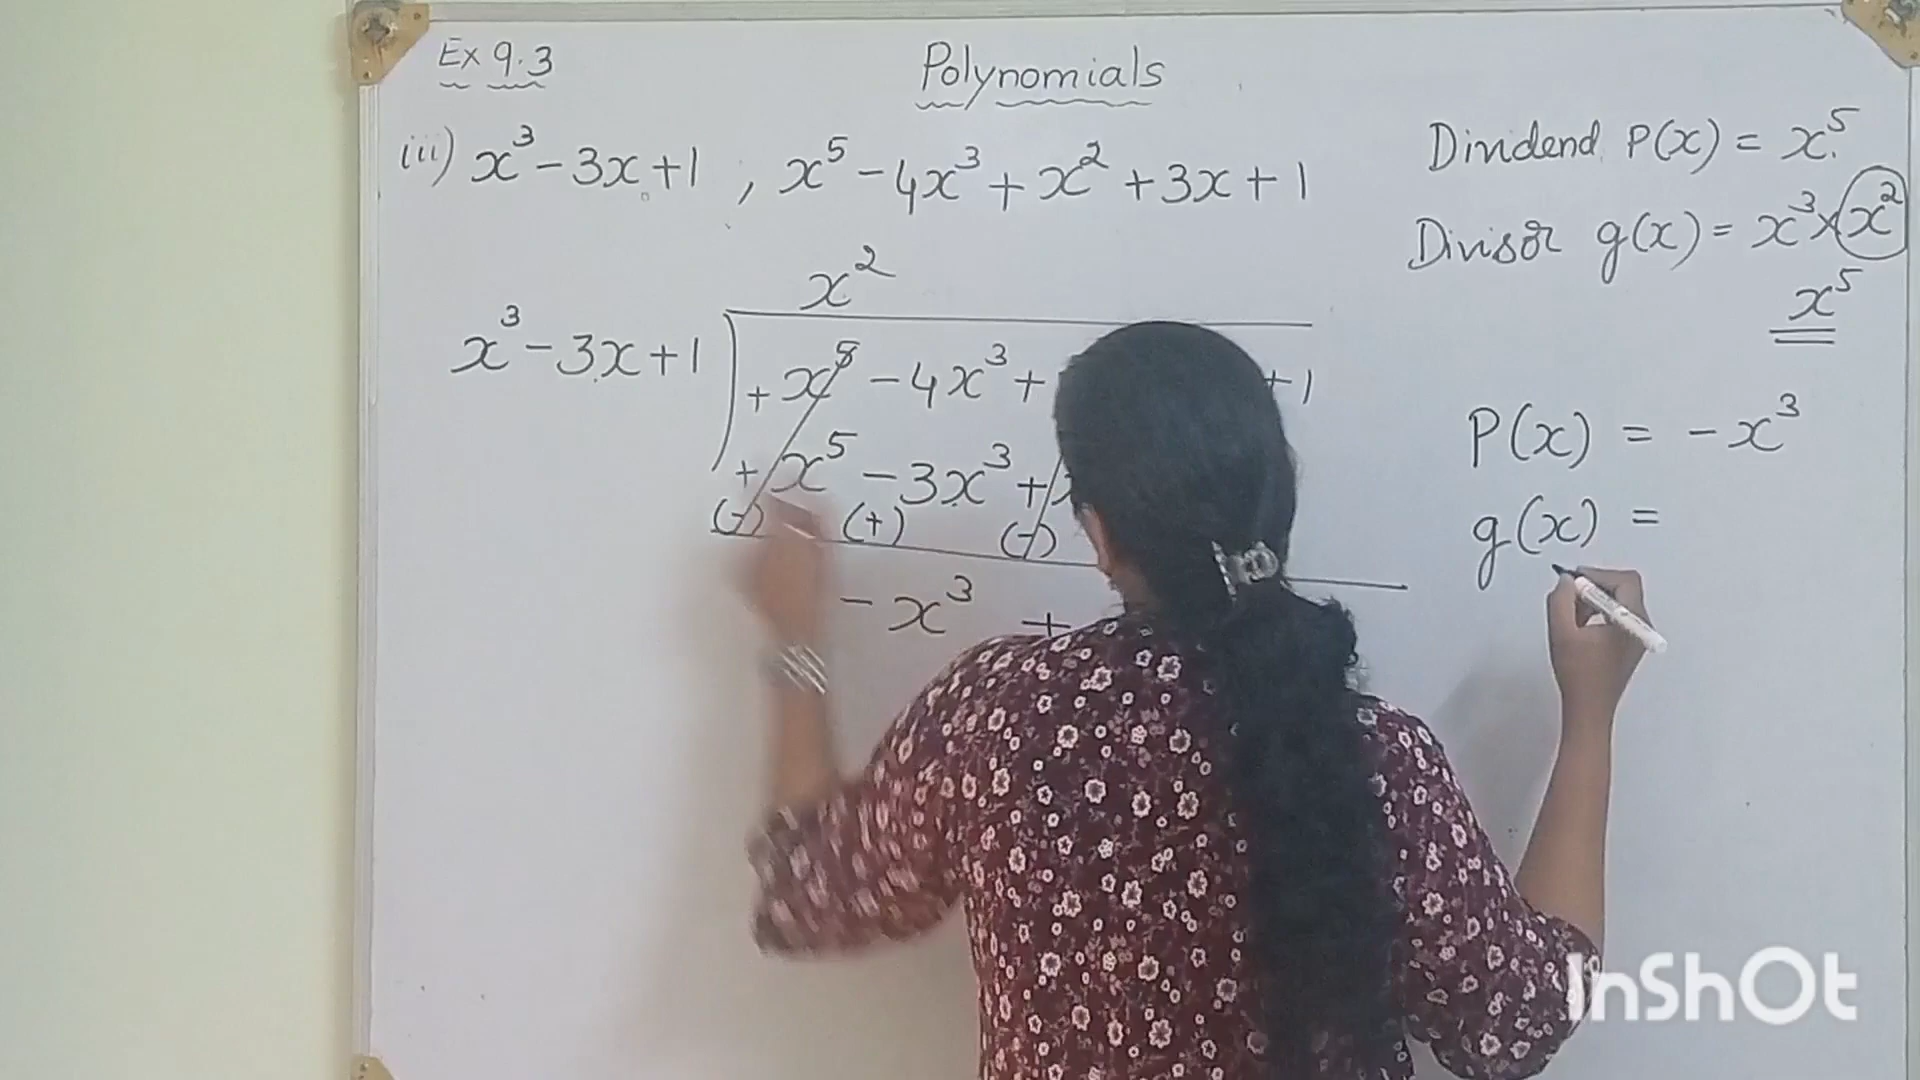 Ex 9.3
Polynomials
iii) x³ - 3x + 1 , x⁵ - 4x³ + x² + 3x + 1
Dividend P(x) = x⁵
Divisor g(x) = x³ × x²
x⁵
x²
x³ - 3x + 1
+ x⁵ - 4x³ + + 1
+ x⁵ - 3x³ +
(-) (+) (-)
- x³ +
P(x) = - x³
g(x) =
InShOt